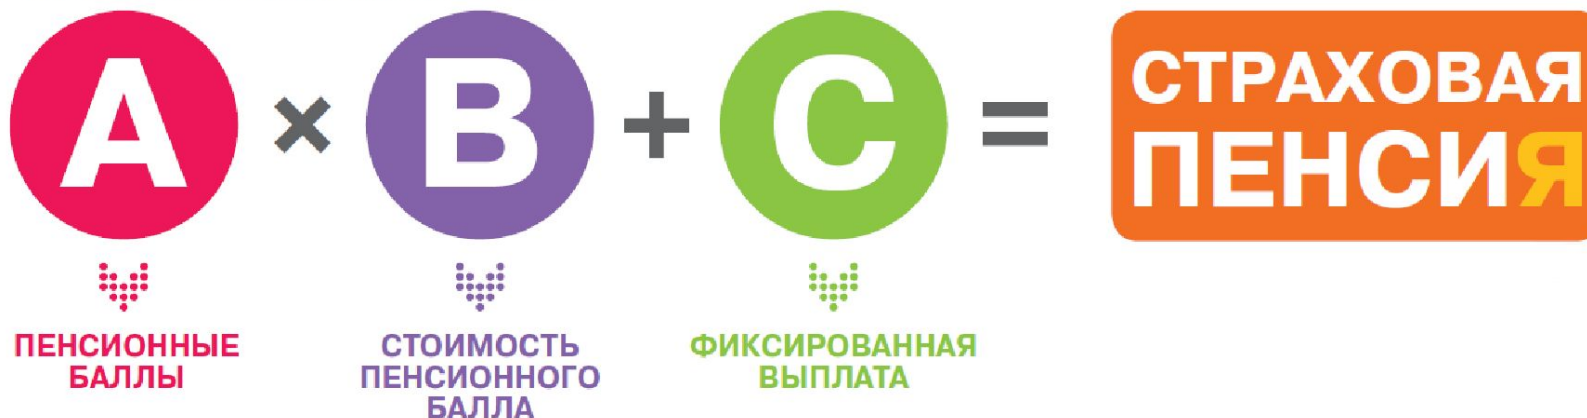 A × B + C = СТРАХОВАЯ
ПЕНСИЯ
ПЕНСИОННЫЕ
БАЛЛЫ
СТОИМОСТЬ
ПЕНСИОННОГО
БАЛЛА
ФИКСИРОВАННАЯ
ВЫПЛАТА